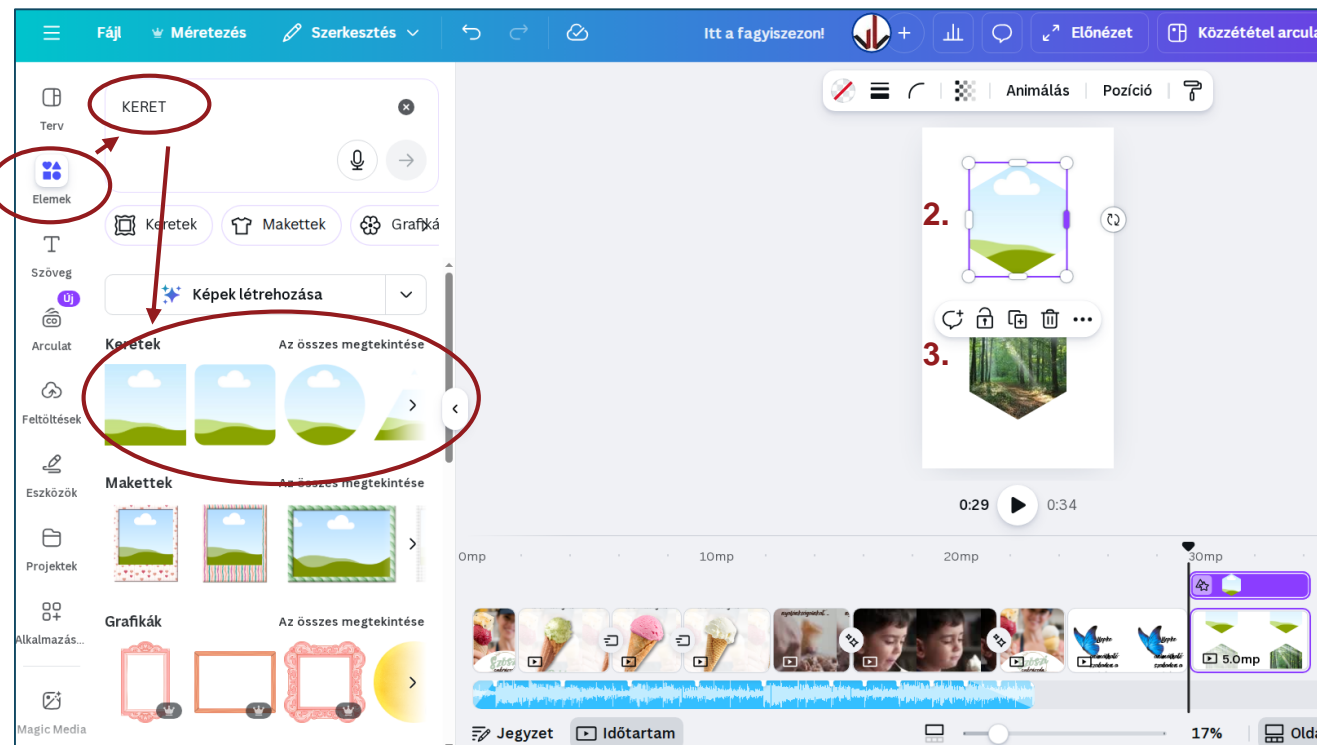 Fájl
Méretezés
Szerkesztés
Itt a fagyiszezon!
Előnézet
Közzététel arcula
Terv
Elemek
Szöveg
Új
Arculat
Feltöltések
Eszközök
Projektek
Alkalmazás...
Magic Media
KERET
Keretek
Makettek
Grafiká
Képek létrehozása
Keretek
Az összes megtekintése
Makettek
Az összes megtekintése
Grafikák
Az összes megtekintése
Animálás
Pozíció
2.
3.
0:29
0:34
0mp
10mp
20mp
30mp
5.0mp
Jegyzet
Időtartam
17%
Olda